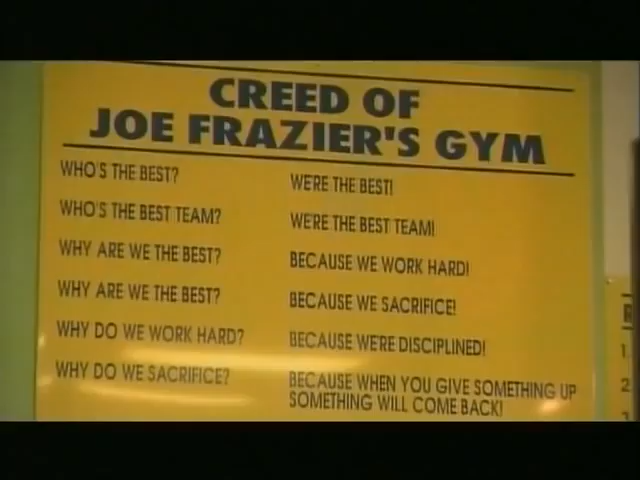 CREED OF
JOE FRAZIER'S GYM
WHO'S THE BEST? WE'RE THE BEST!
WHO'S THE BEST TEAM? WE'RE THE BEST TEAM!
WHY ARE WE THE BEST? BECAUSE WE WORK HARD!
WHY ARE WE THE BEST? BECAUSE WE SACRIFICE!
WHY DO WE WORK HARD? BECAUSE WE'RE DISCIPLINED!
WHY DO WE SACRIFICE? BECAUSE WHEN YOU GIVE SOMETHING UP
SOMETHING WILL COME BACK!
1
2